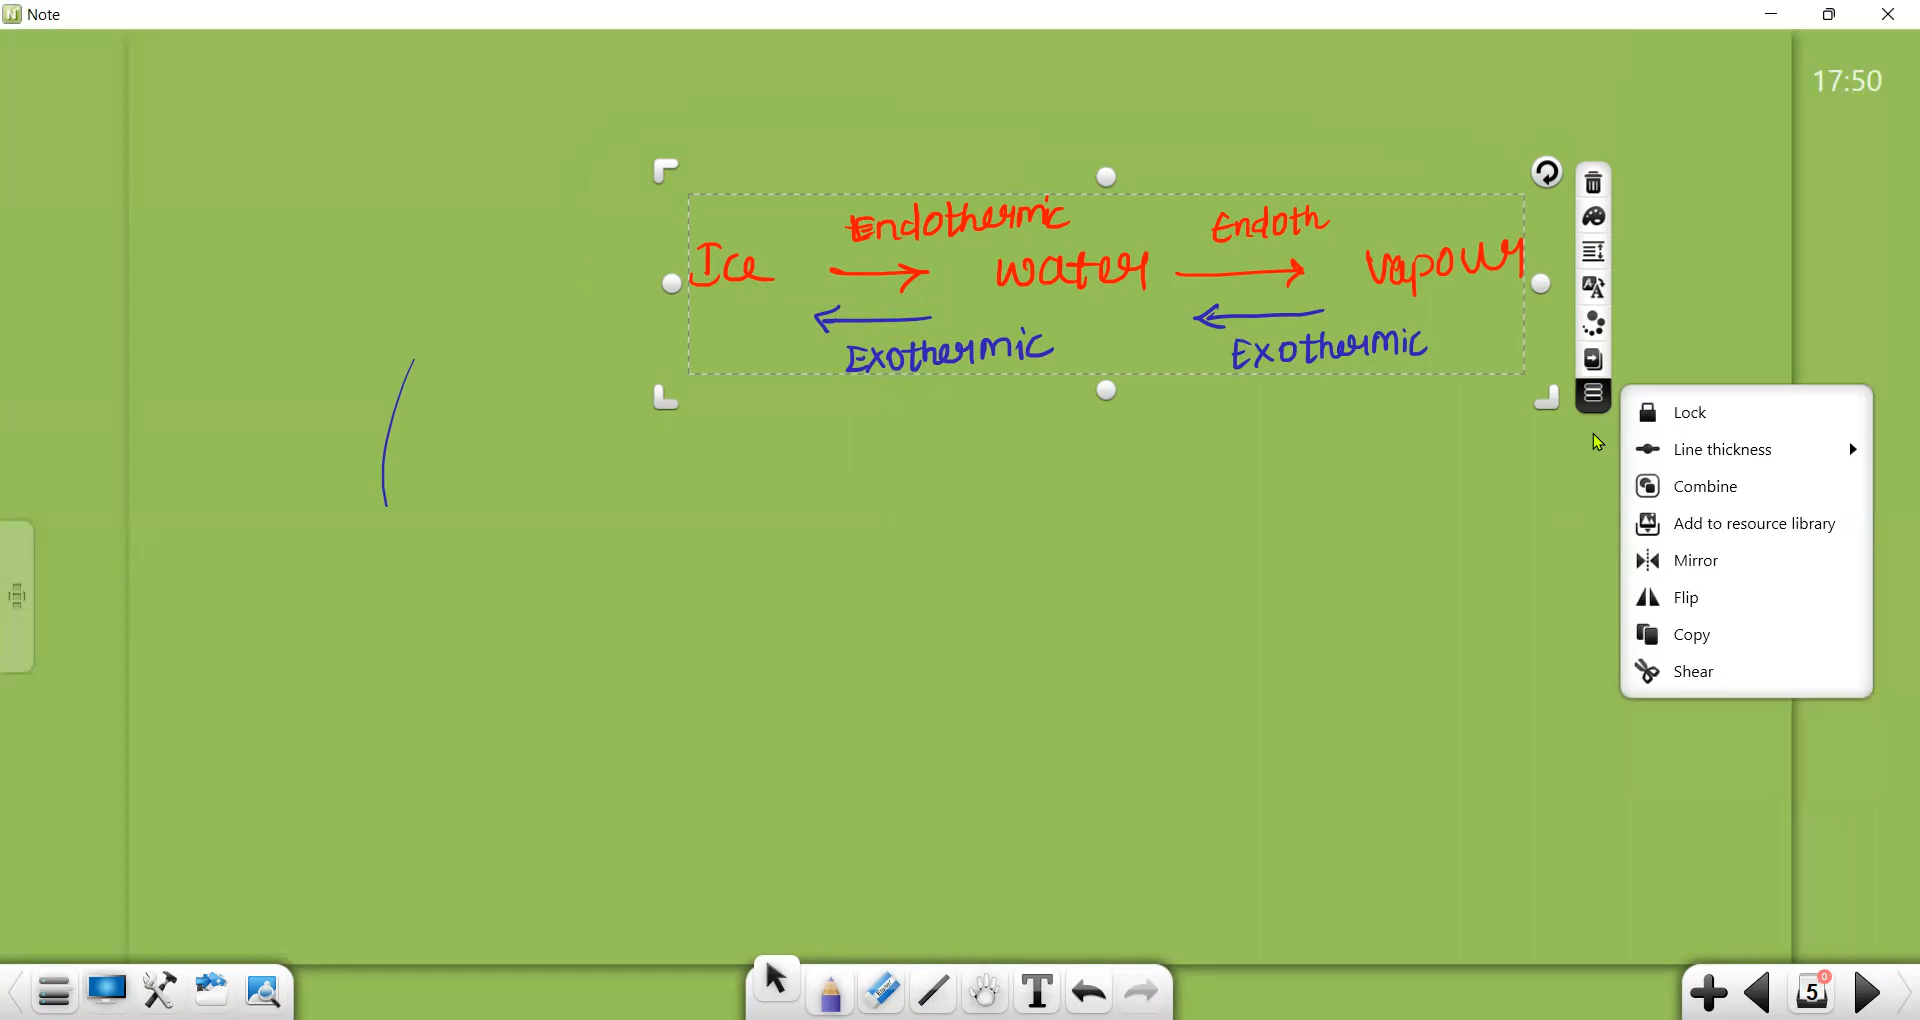 Note
17:50
Endothermic Endoth
Ice → water → vapour
← ←
Exothermic Exothermic
Lock
Line thickness
Combine
Add to resource library
Mirror
Flip
Copy
Shear
T
5
0